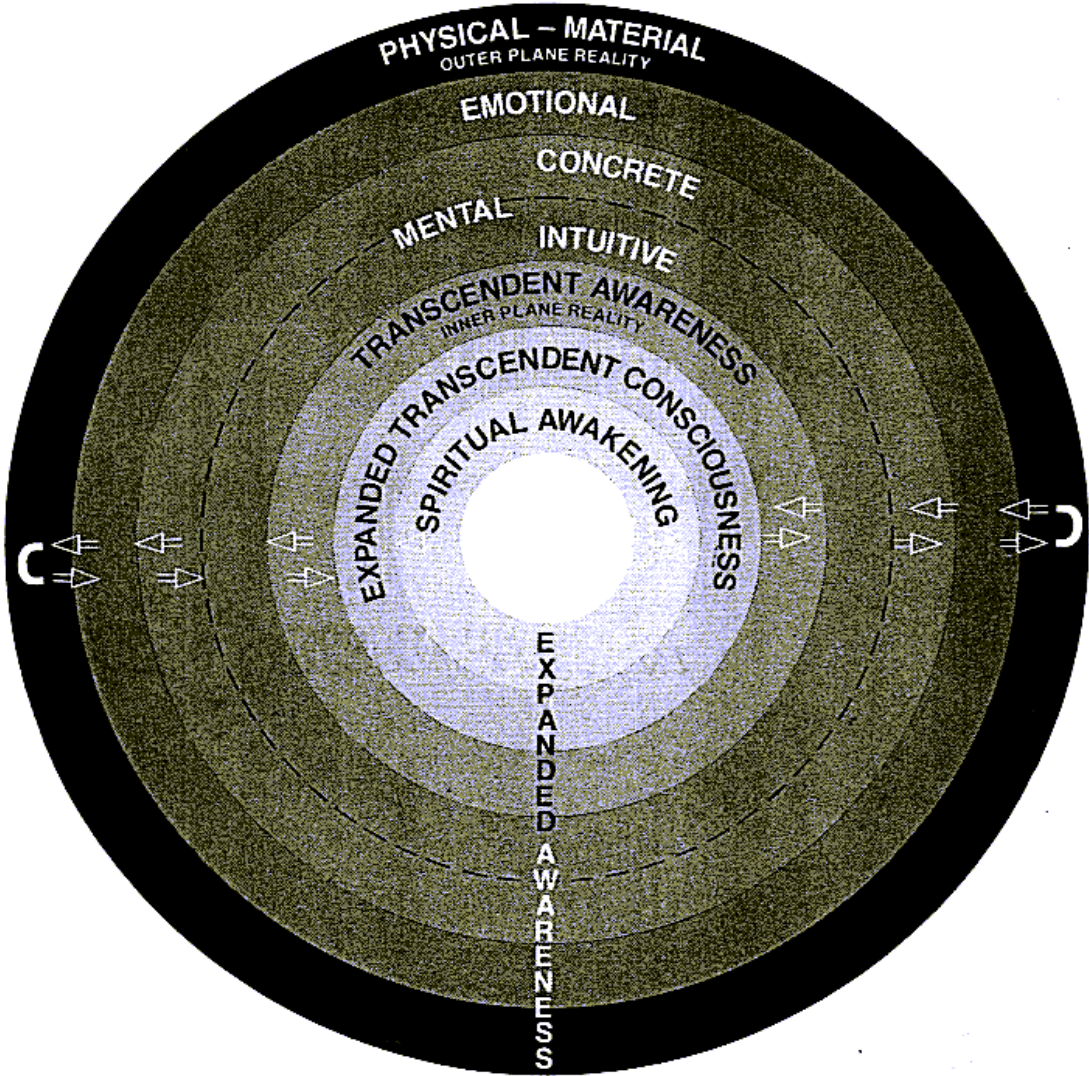 PHYSICAL – MATERIAL
OUTER PLANE REALITY
EMOTIONAL
CONCRETE
MENTAL
INTUITIVE
TRANSCENDENT AWARENESS
INNER PLANE REALITY
EXPANDED TRANSCENDENT CONSCIOUSNESS
SPIRITUAL AWAKENING
EXPANDED AWARENESS